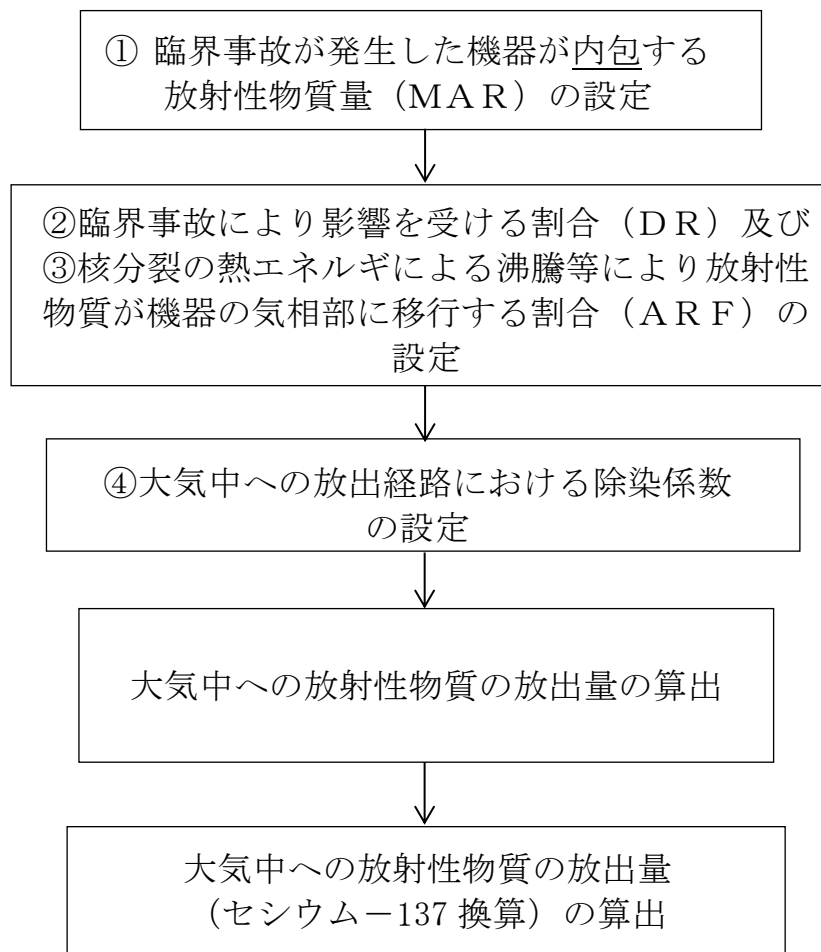 ① 臨界事故が発生した機器が内包する
放射性物質量（ＭＡＲ）の設定
②臨界事故により影響を受ける割合（ＤＲ）及び
③核分裂の熱エネルギによる沸騰等により放射性
物質が機器の気相部に移行する割合（ＡＲＦ）の
設定
④大気中への放出経路における除染係数
の設定
大気中への放射性物質の放出量の算出
大気中への放射性物質の放出量
（セシウム－137 換算）の算出